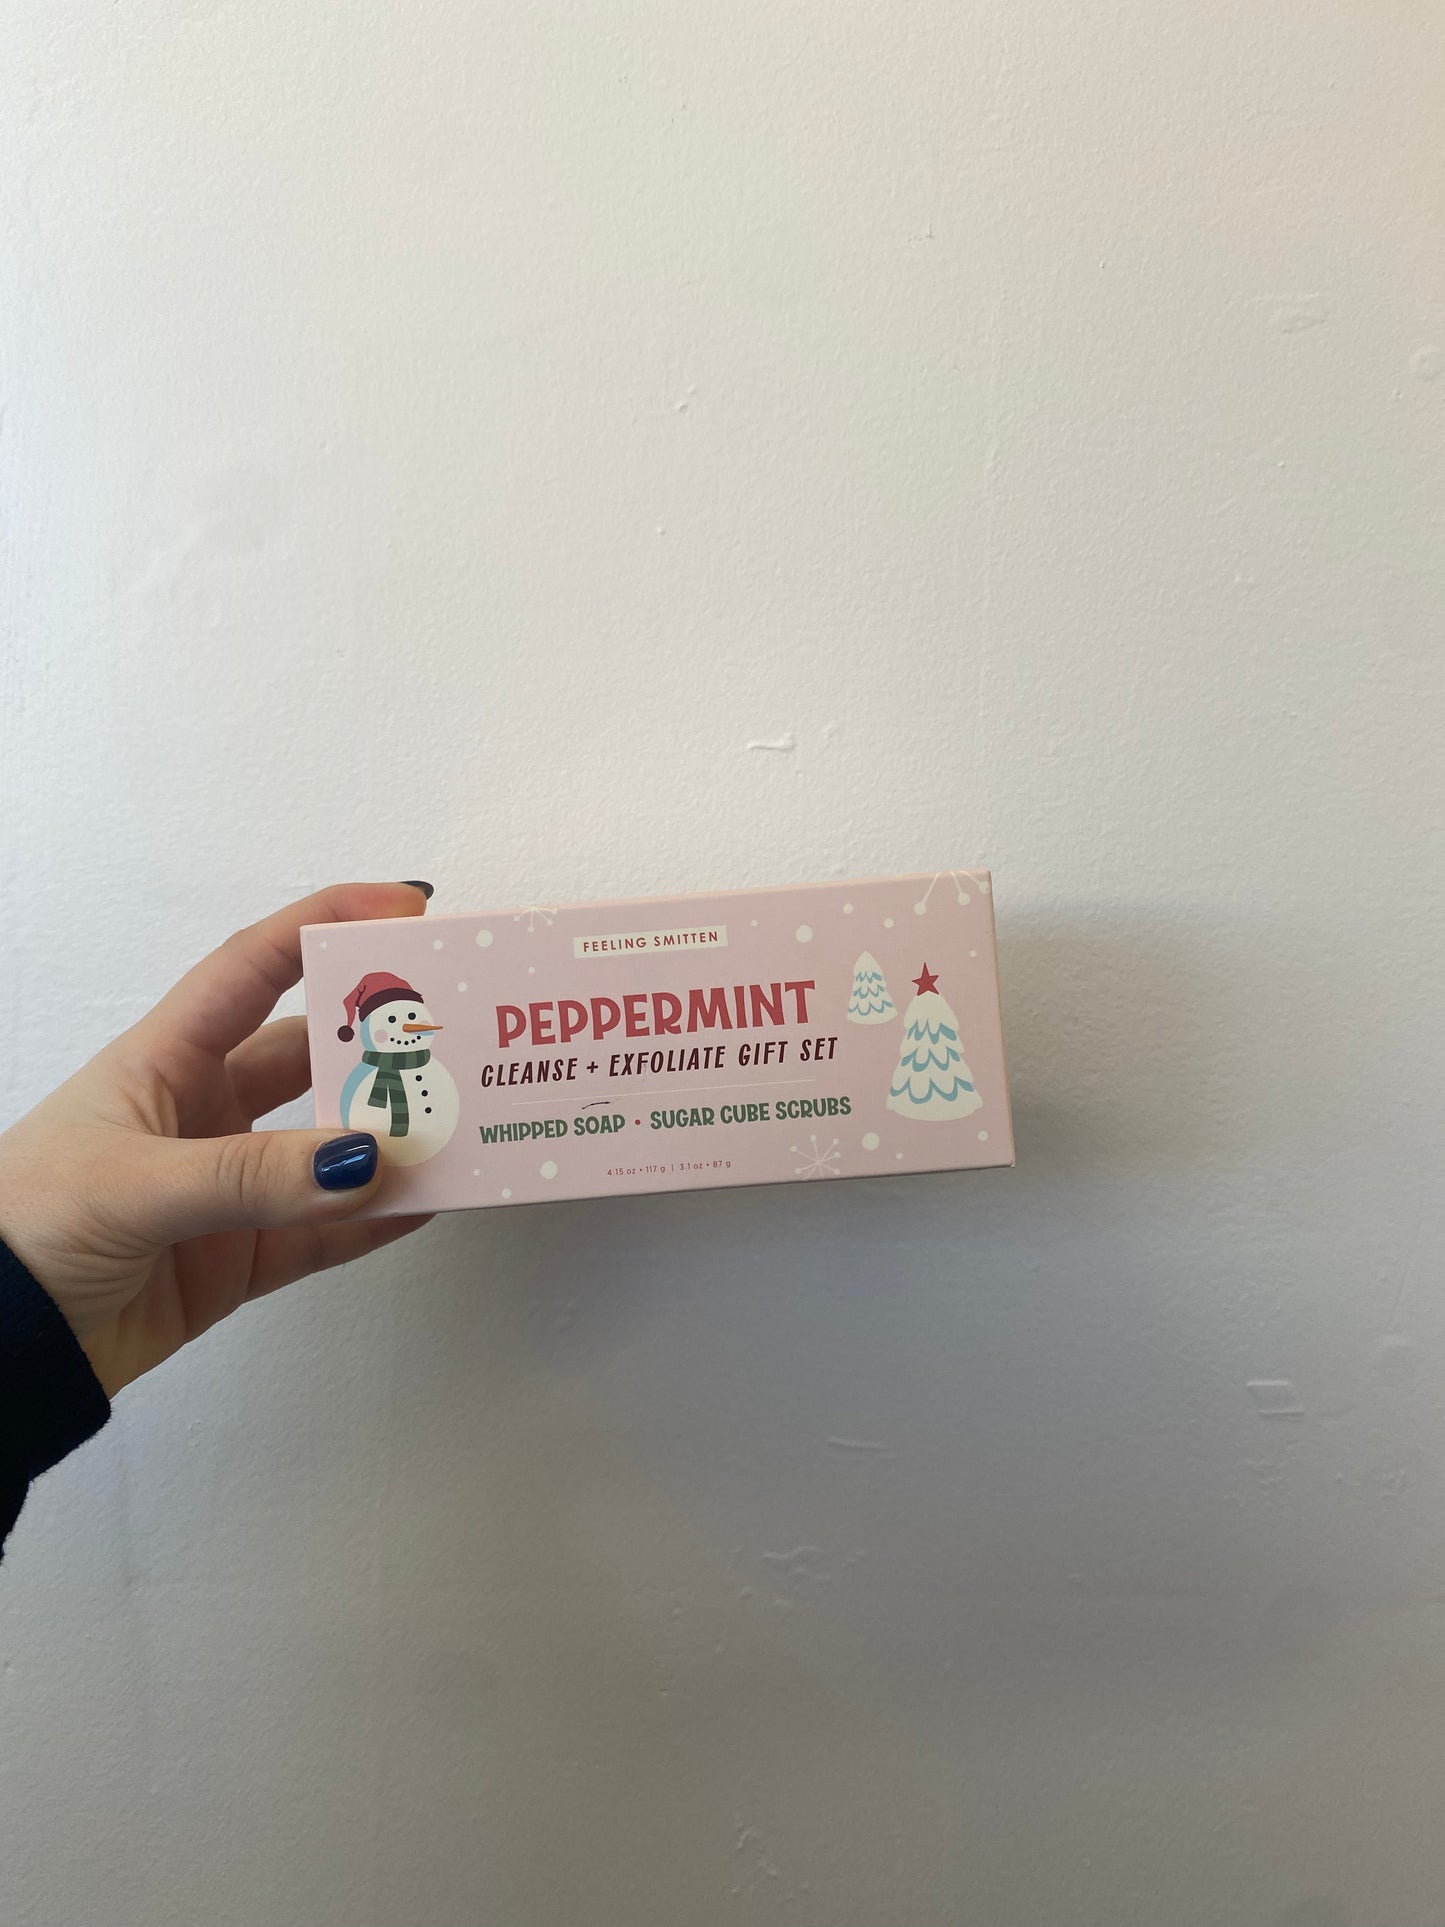 FEELING SMITTEN
PEPPERMINT
CLEANSE + EXFOLIATE GIFT SET
WHIPPED SOAP • SUGAR CUBE SCRUBS
4.15 oz • 117 g | 3.1 oz • 87 g